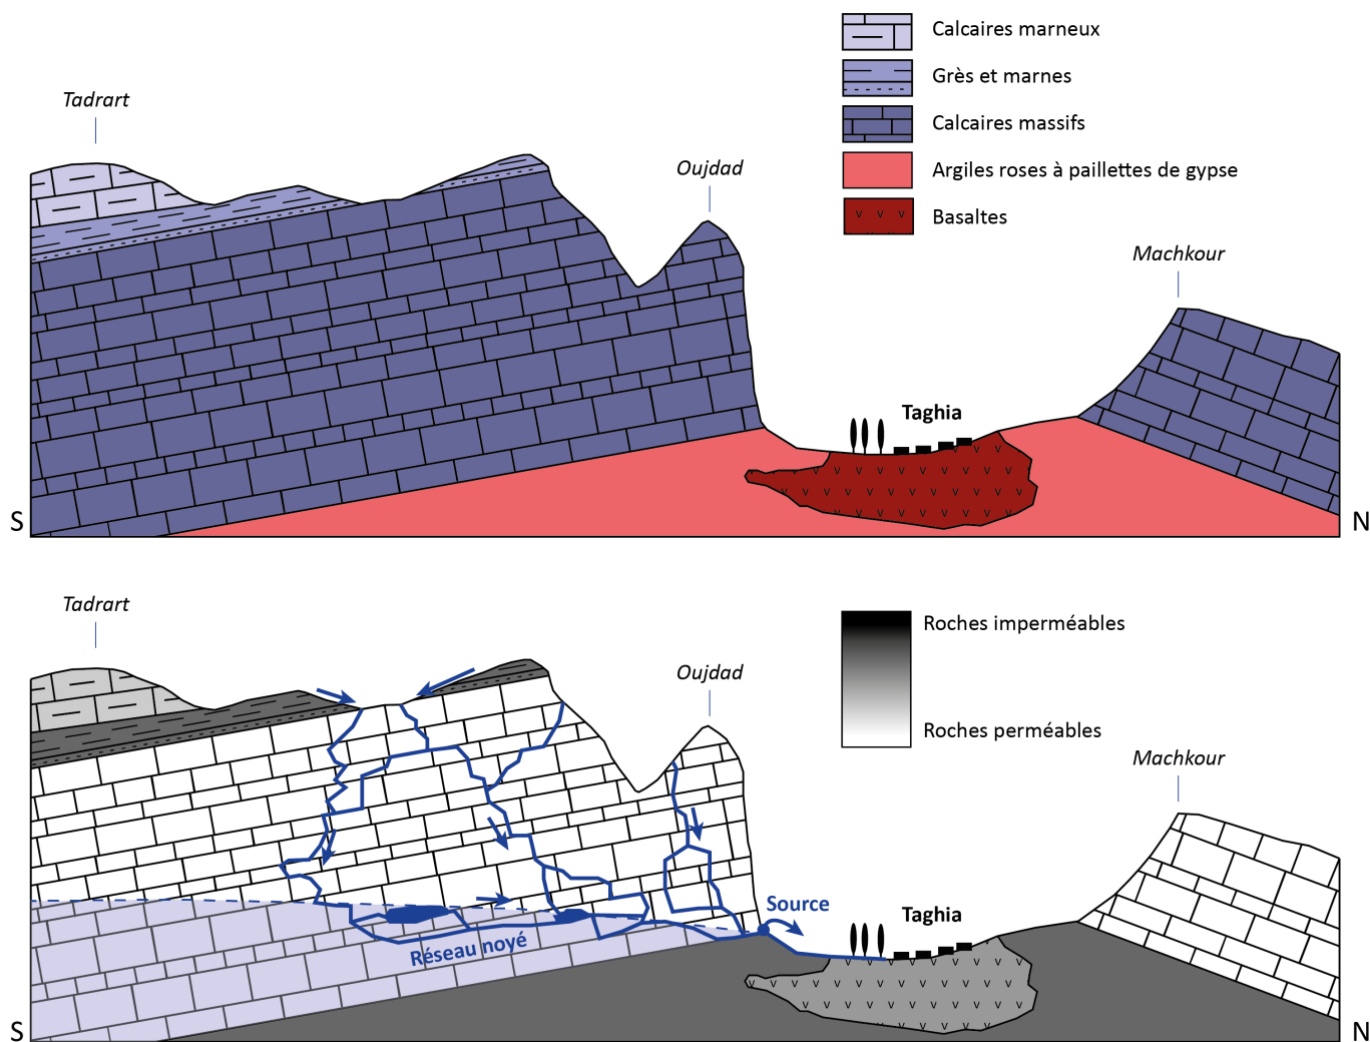 Calcaires marneux
Grès et marnes
Calcaires massifs
Argiles roses à paillettes de gypse
Basaltes
Tadrart
Oujdad
Machkour
Taghia
S
N
Tadrart
Roches imperméables
Roches perméables
Oujdad
Machkour
Source
Taghia
Réseau noyé
S
N